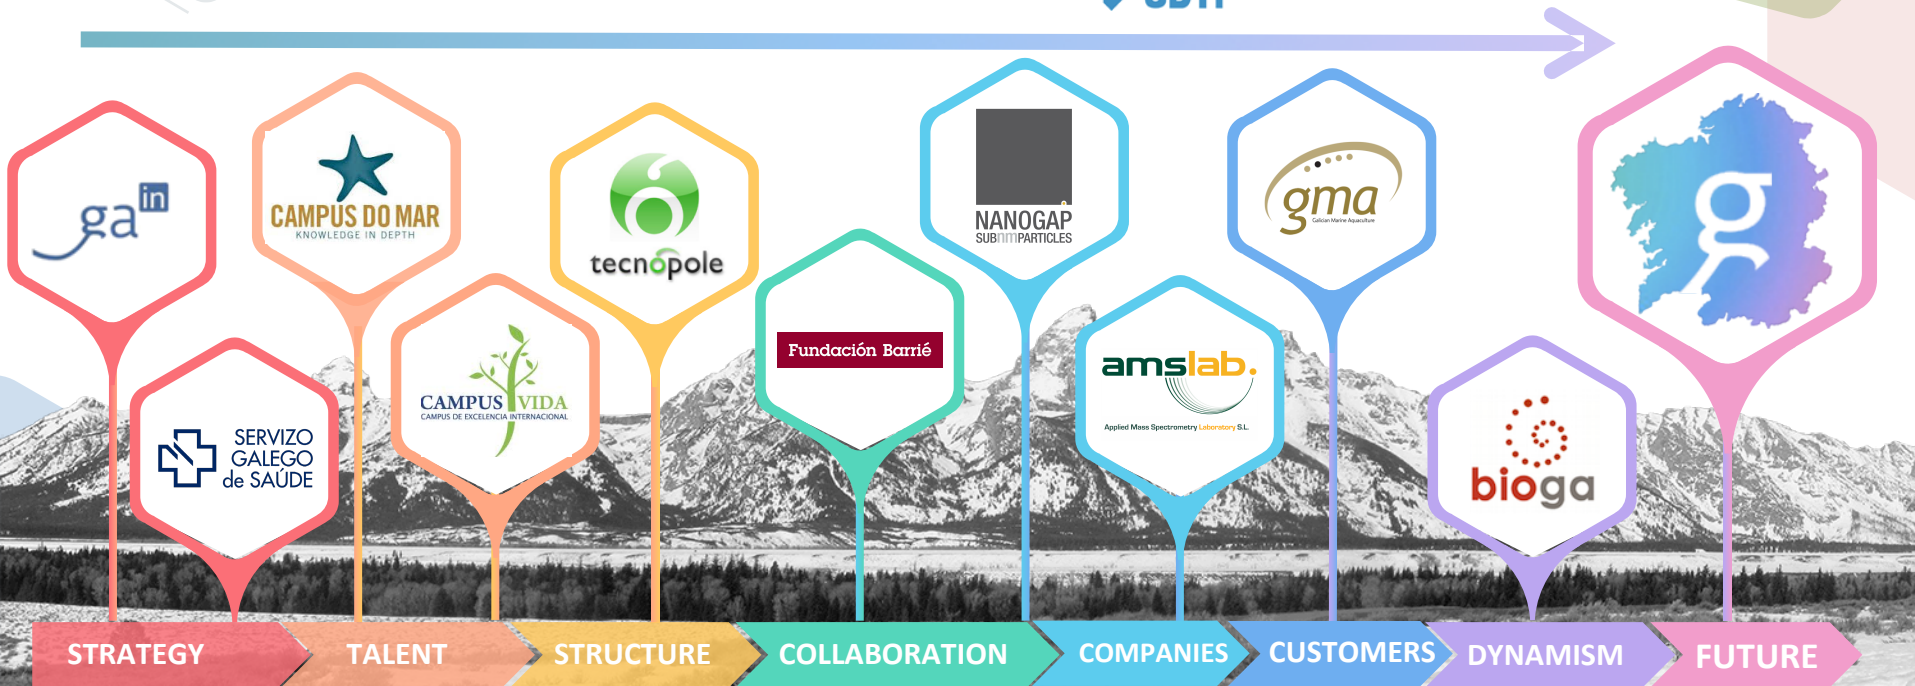 ga in
CAMPUS DO MAR
KNOWLEDGE IN DEPTH
tecnópole
NANOGAP
SUBnmPARTICLES
gma
Galician Marine Aquaculture
g
SERVIZO
GALEGO
de SAÚDE
CAMPUS VIDA
CAMPUS DE EXCELENCIA INTERNACIONAL
Fundación Barrié
amslab.
Applied Mass Spectrometry Laboratory S.L.
bioga
STRATEGY
TALENT
STRUCTURE
COLLABORATION
COMPANIES
CUSTOMERS
DYNAMISM
FUTURE